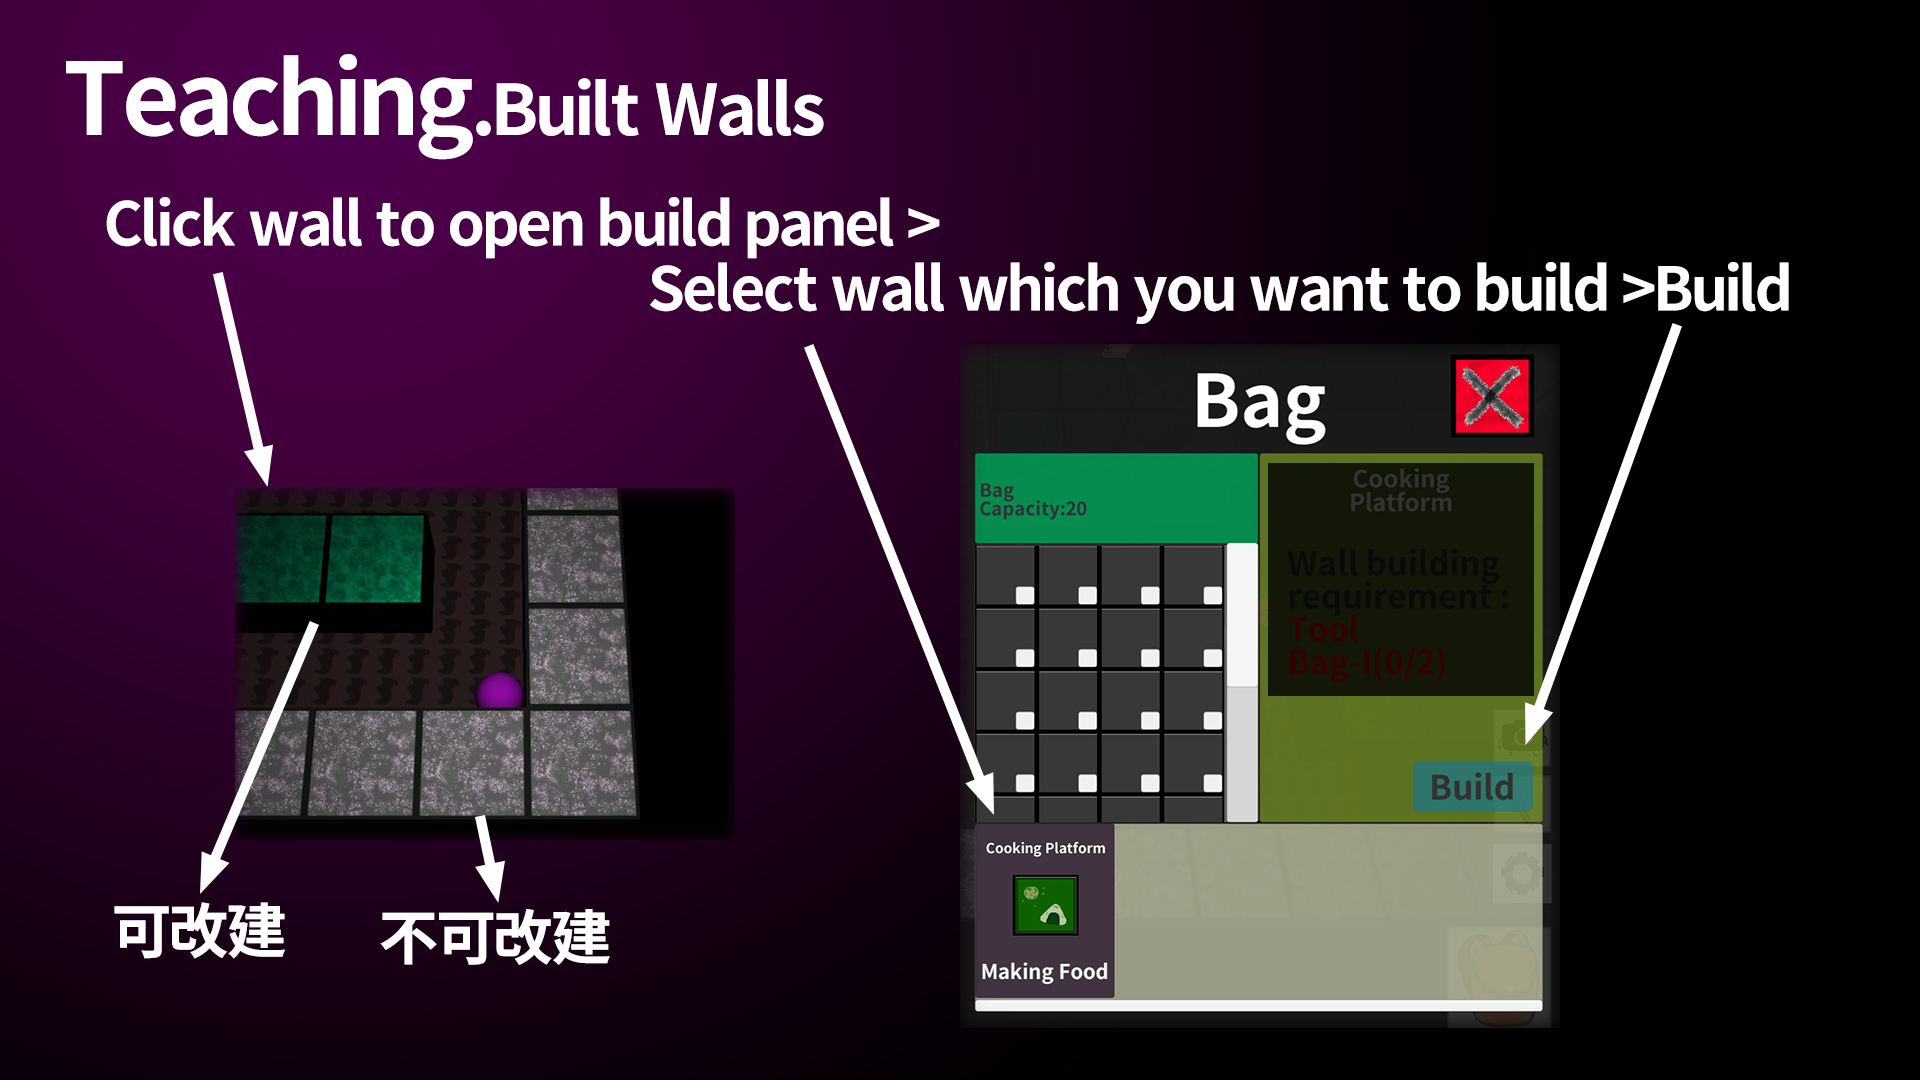 Teaching.Built Walls
Click wall to open build panel >
Select wall which you want to build >Build
Bag
Bag
Capacity:20
Cooking
Platform
Wall building
requirement :
Tool
Bag-I(0/2)
Build
Cooking Platform
Making Food
可改建
不可改建